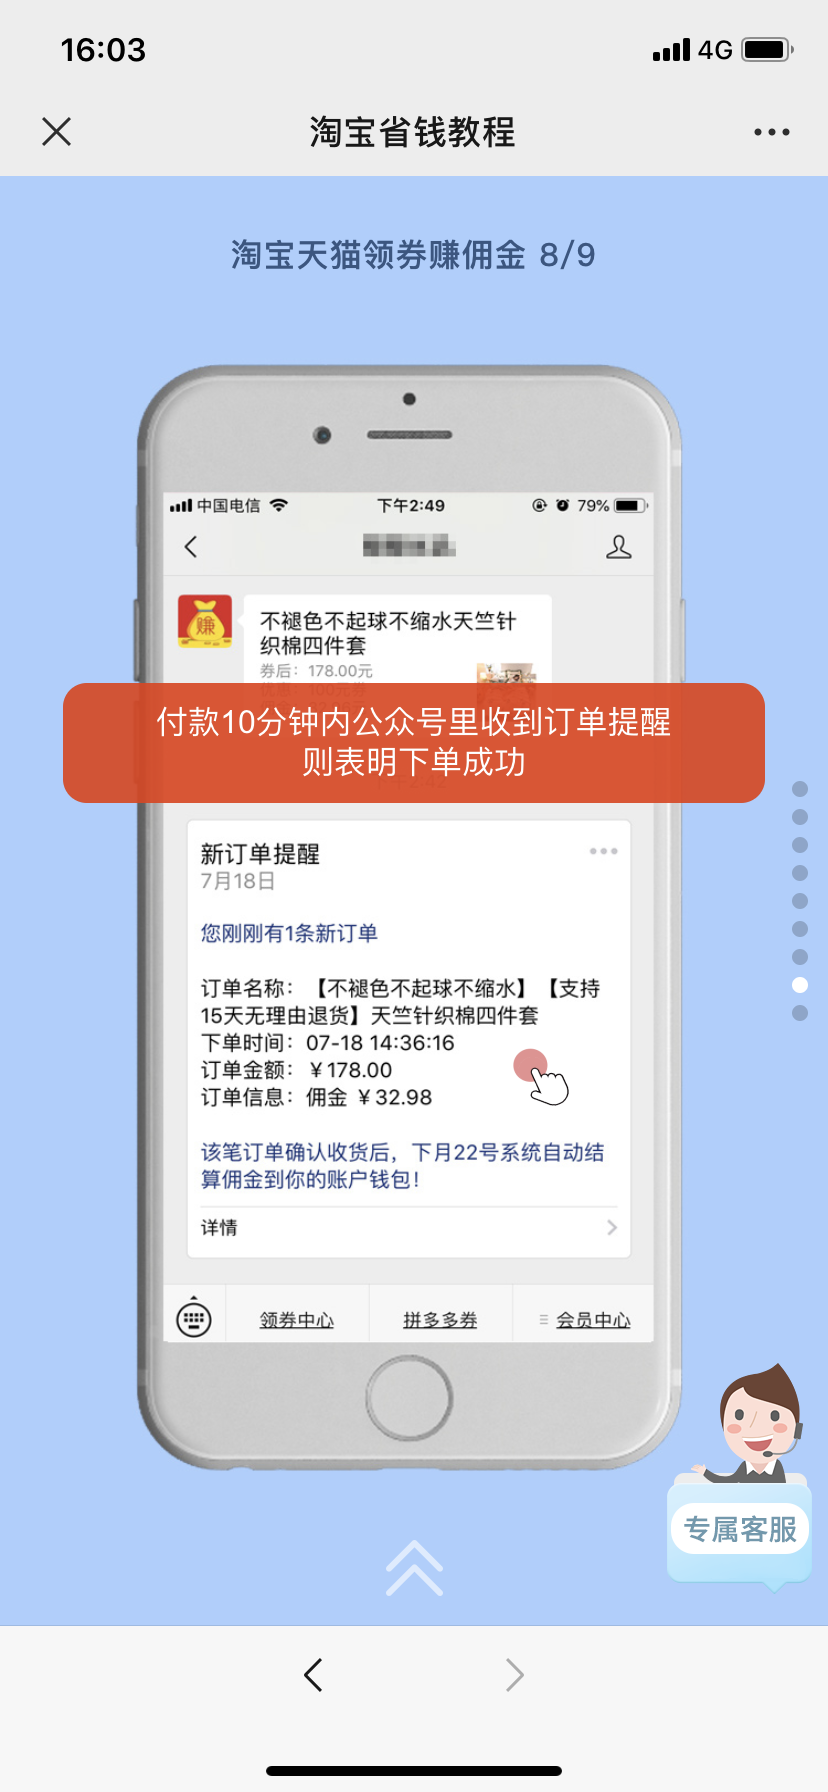 16:03
4G
淘宝省钱教程
淘宝天猫领券赚佣金 8/9
中国电信
下午2:49
79%
赚
不褪色不起球不缩水天竺针
织棉四件套
券后：178.00元
优惠：100元券
付款10分钟内公众号里收到订单提醒
则表明下单成功
新订单提醒
7月18日
您刚刚有1条新订单
订单名称：【不褪色不起球不缩水】【支持
15天无理由退货】天竺针织棉四件套
下单时间：07-18 14:36:16
订单金额：￥178.00
订单信息：佣金 ￥32.98
该笔订单确认收货后，下月22号系统自动结
算佣金到你的账户钱包！
详情
领券中心
拼多多券
会员中心
专属客服